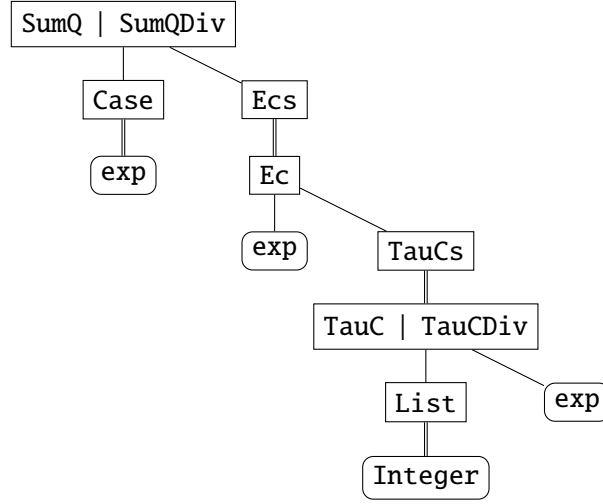 SumQ | SumQDiv
Case
Ecs
exp
Ec
exp
TauCs
TauC | TauCDiv
List
exp
Integer